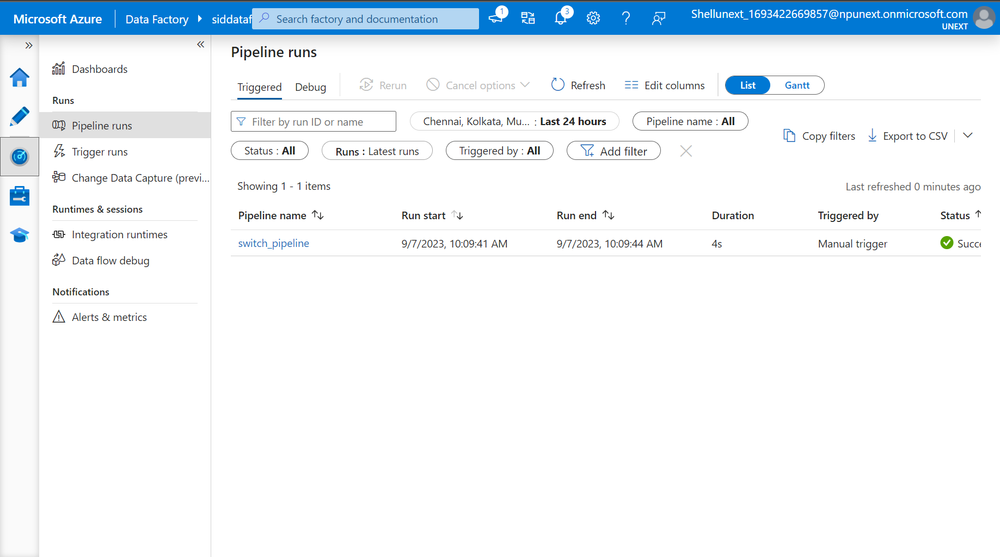 Microsoft Azure
Data Factory
siddataf
Search factory and documentation
1
3
Shellunext_1693422669857@npunext.onmicrosoft.com
UNEXT
Dashboards
Runs
Pipeline runs
Trigger runs
Change Data Capture (previ...
Runtimes & sessions
Integration runtimes
Data flow debug
Notifications
Alerts & metrics
Pipeline runs
Triggered Debug Rerun Cancel options Refresh Edit columns List Gantt
Filter by run ID or name Chennai, Kolkata, Mu... : Last 24 hours Pipeline name : All
Status : All Runs : Latest runs Triggered by : All Add filter
Copy filters Export to CSV
Showing 1 - 1 items
Last refreshed 0 minutes ago
Pipeline name Run start Run end Duration Triggered by Status
switch_pipeline 9/7/2023, 10:09:41 AM 9/7/2023, 10:09:44 AM 4s Manual trigger Succe